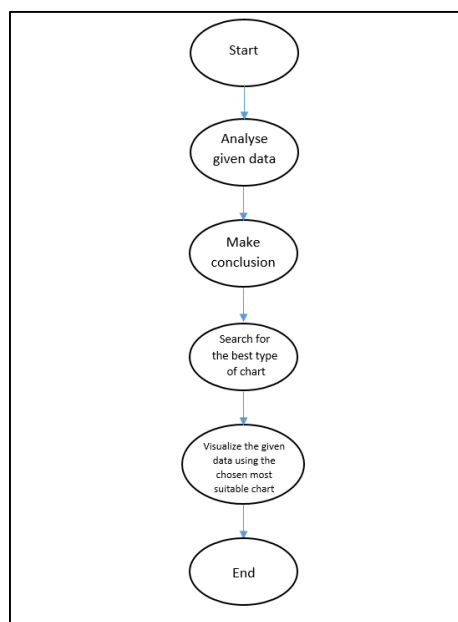 Start
Analyse
given data
Make
conclusion
Search for
the best type
of chart
Visualize the given
data using the
chosen most
suitable chart
End